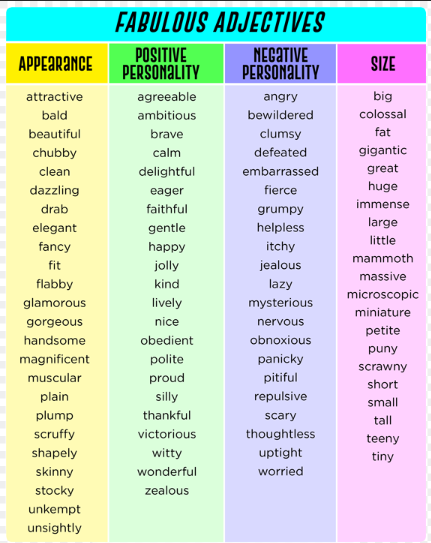 FABULOUS ADJECTIVES
APPEARANCE
attractive
bald
beautiful
chubby
clean
dazzling
drab
elegant
fancy
fit
flabby
glamorous
gorgeous
handsome
magnificent
muscular
plain
plump
scruffy
shapely
skinny
stocky
unkempt
unsightly
POSITIVE
PERSONALITY
agreeable
ambitious
brave
calm
delightful
eager
faithful
gentle
happy
jolly
kind
lively
nice
obedient
polite
proud
silly
thankful
victorious
witty
wonderful
zealous
NEGATIVE
PERSONALITY
angry
bewildered
clumsy
defeated
embarrassed
fierce
grumpy
helpless
itchy
jealous
lazy
mysterious
nervous
obnoxious
panicky
pitiful
repulsive
scary
thoughtless
uptight
worried
SIZE
big
colossal
fat
gigantic
great
huge
immense
large
little
mammoth
massive
microscopic
miniature
petite
puny
scrawny
short
small
tall
teeny
tiny